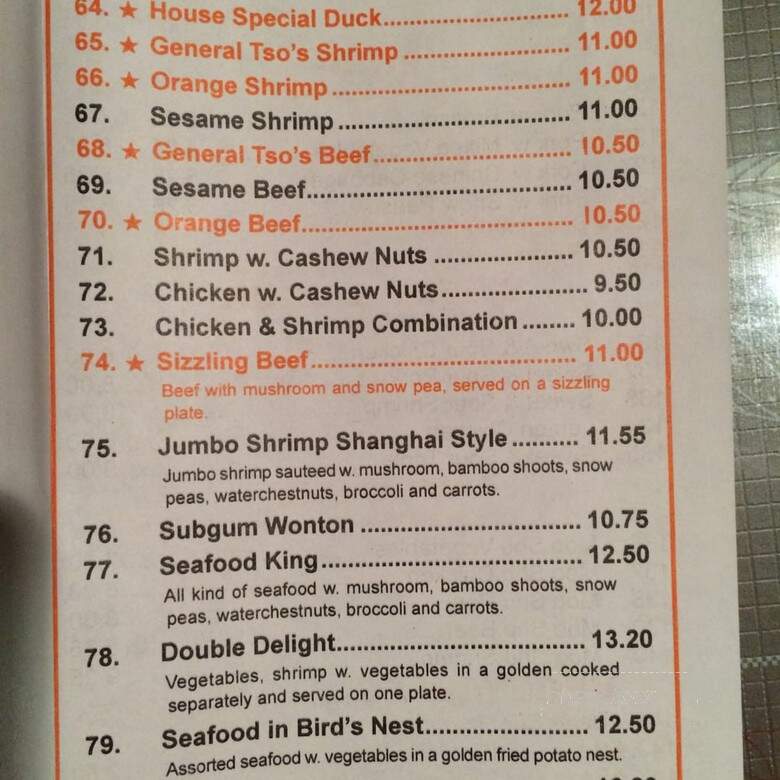 64. ★ House Special Duck............................ 12.00
65. ★ General Tso's Shrimp ........................ 11.00
66. ★ Orange Shrimp.................................. 11.00
67. Sesame Shrimp ................................. 11.00
68. ★ General Tso's Beef............................ 10.50
69. Sesame Beef..................................... 10.50
70. ★ Orange Beef...................................... 10.50
71. Shrimp w. Cashew Nuts .................... 10.50
72. Chicken w. Cashew Nuts..................... 9.50
73. Chicken & Shrimp Combination ........ 10.00
74. ★ Sizzling Beef..................................... 11.00
Beef with mushroom and snow pea, served on a sizzling
plate.
75. Jumbo Shrimp Shanghai Style .......... 11.55
Jumbo shrimp sauteed w. mushroom, bamboo shoots, snow
peas, waterchestnuts, broccoli and carrots.
76. Subgum Wonton ................................ 10.75
77. Seafood King..................................... 12.50
All kind of seafood w. mushroom, bamboo shoots, snow
peas, waterchestnuts, broccoli and carrots.
78. Double Delight................................... 13.20
Vegetables, shrimp w. vegetables in a golden cooked
separately and served on one plate.
79. Seafood in Bird's Nest....................... 12.50
Assorted seafood w. vegetables in a golden fried potato nest.